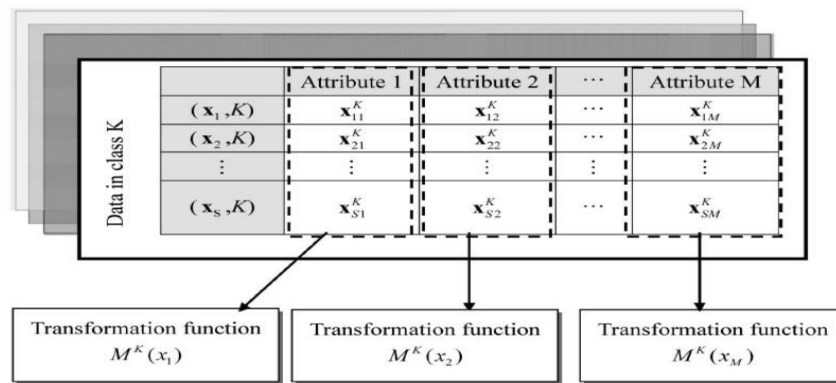 Data in class K
Attribute 1 Attribute 2 ⋯ Attribute M
(x₁,K) x₁₁ᴷ x₁₂ᴷ ⋯ x₁Mᴷ
(x₂,K) x₂₁ᴷ x₂₂ᴷ ⋯ x₂Mᴷ
⋮ ⋮ ⋮ ⋮ ⋮
(xS,K) xS1ᴷ xS2ᴷ ⋯ xSMᴷ
Transformation function
Mᴷ(x₁)
Transformation function
Mᴷ(x₂)
Transformation function
Mᴷ(xM)